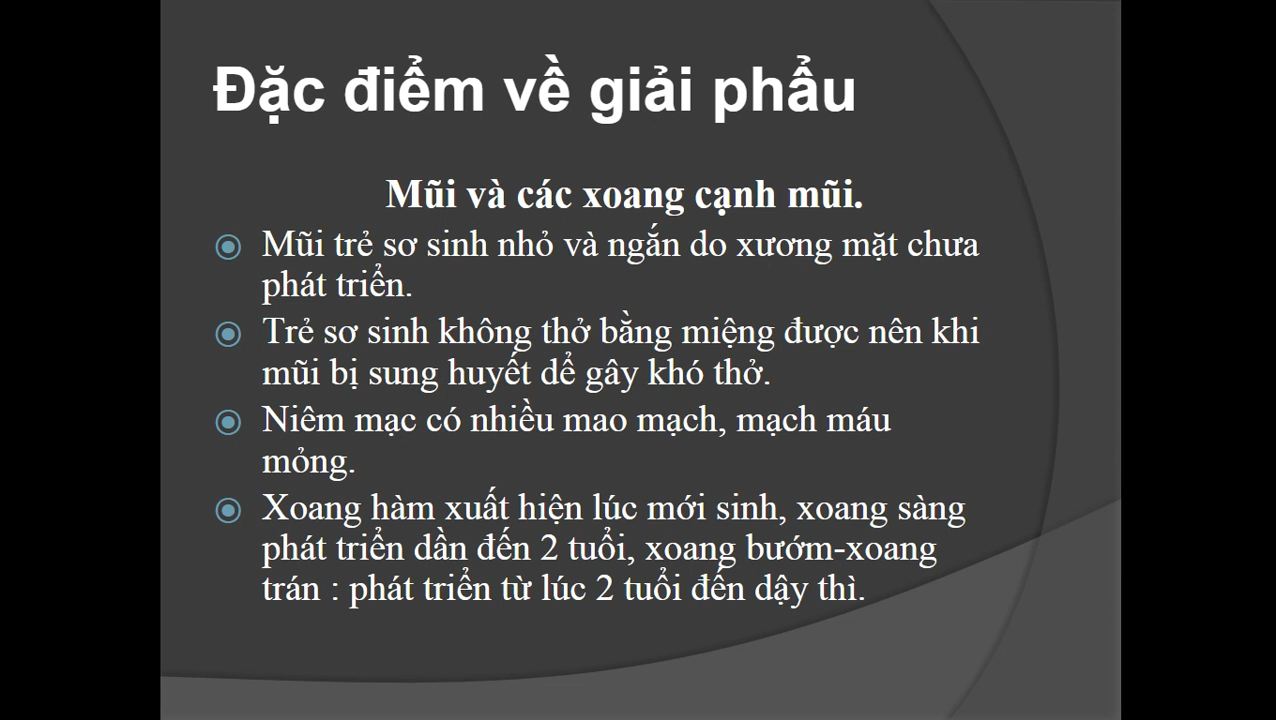 Đặc điểm về giải phẩu
Mũi và các xoang cạnh mũi.
Mũi trẻ sơ sinh nhỏ và ngắn do xương mặt chưa
phát triển.
Trẻ sơ sinh không thở bằng miệng được nên khi
mũi bị sung huyết dể gây khó thở.
Niêm mạc có nhiều mao mạch, mạch máu
mỏng.
Xoang hàm xuất hiện lúc mới sinh, xoang sàng
phát triển dần đến 2 tuổi, xoang bướm-xoang
trán : phát triển từ lúc 2 tuổi đến dậy thì.